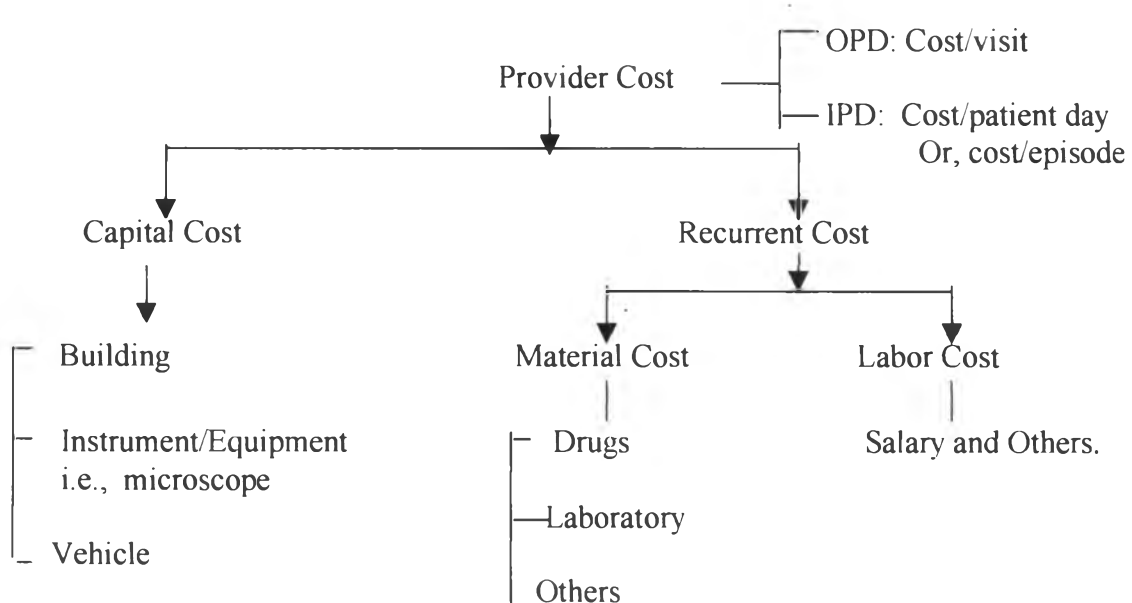 OPD: Cost/visit
Provider Cost
IPD: Cost/patient day
Or, cost/episode
Capital Cost
Recurrent Cost
Building
Material Cost
Labor Cost
Instrument/Equipment
i.e., microscope
Drugs
Salary and Others.
Laboratory
Vehicle
Others